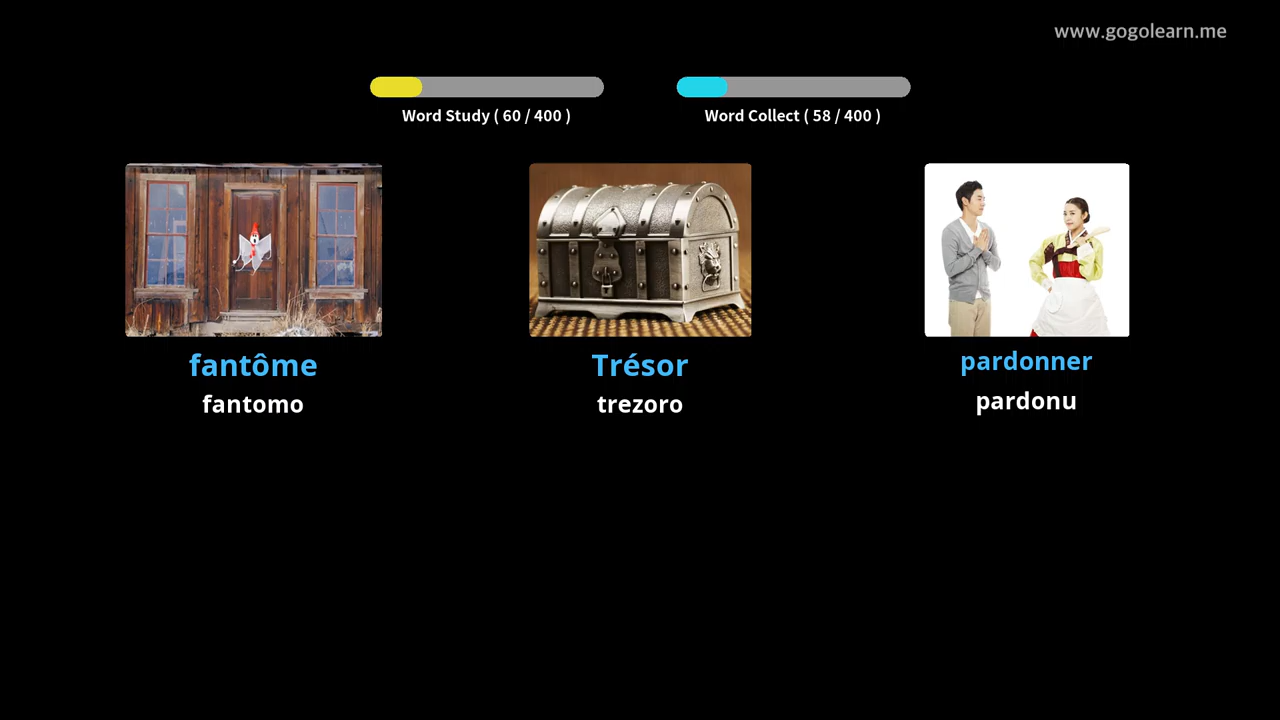 www.gogolearn.me
Word Study ( 60 / 400 )
Word Collect ( 58 / 400 )
fantôme
fantomo
Trésor
trezoro
pardonner
pardonu